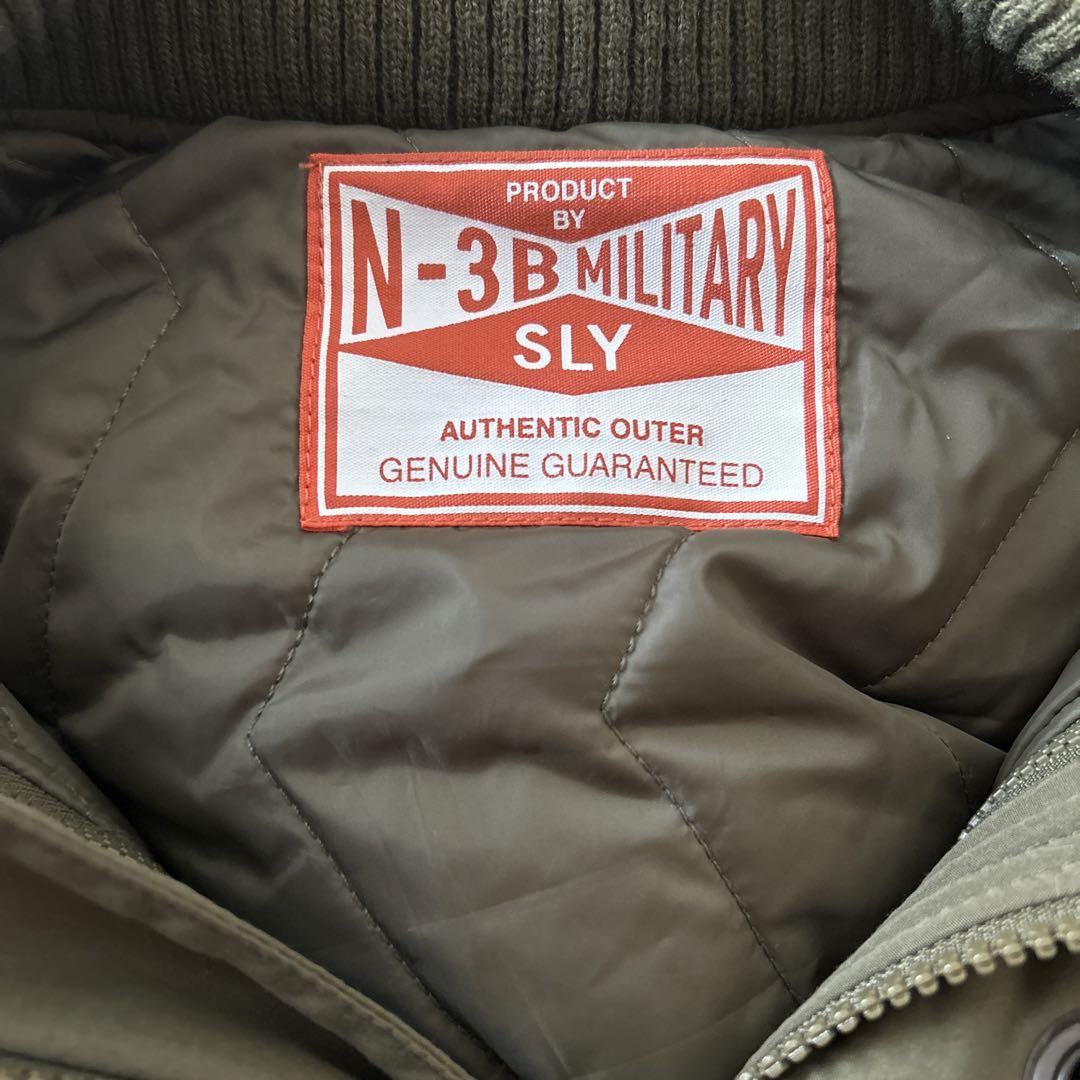 PRODUCT
BY
N-3B MILITARY
SLY
AUTHENTIC OUTER
GENUINE GUARANTEED